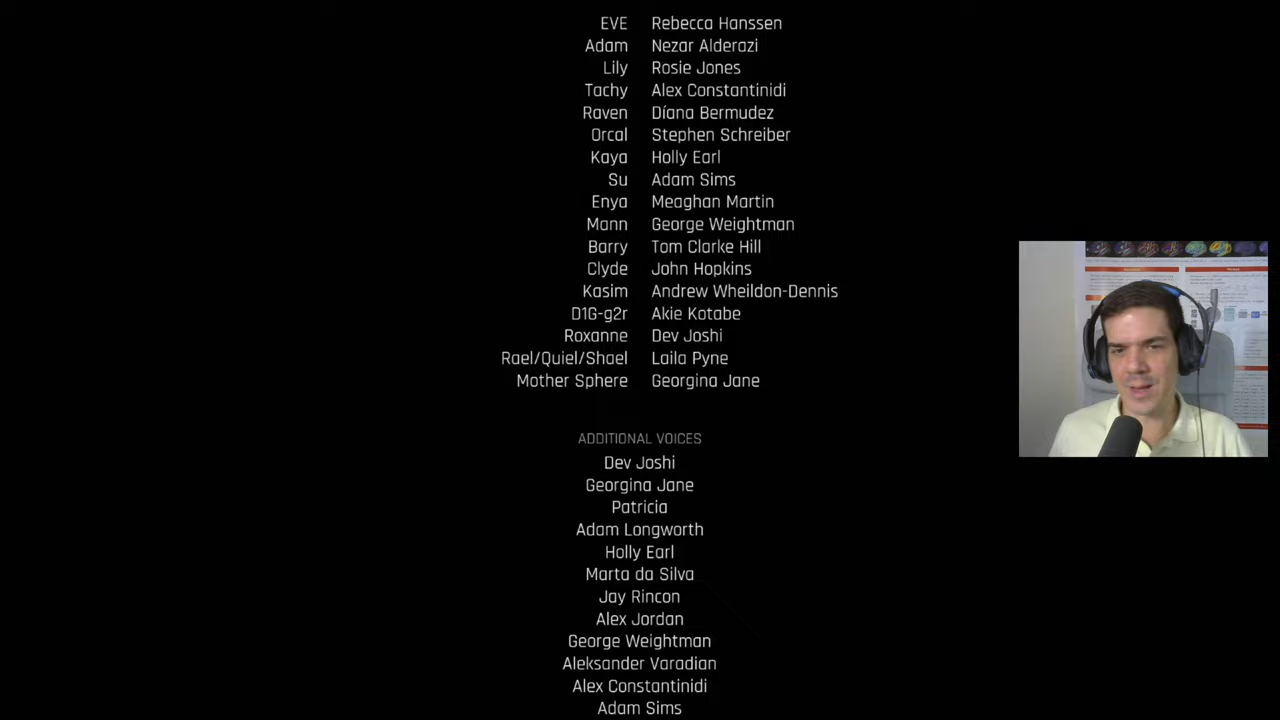 EVE Rebecca Hanssen
Adam Nezar Alderazi
Lily Rosie Jones
Tachy Alex Constantinidi
Raven Díana Bermudez
Orcal Stephen Schreiber
Kaya Holly Earl
Su Adam Sims
Enya Meaghan Martin
Mann George Weightman
Barry Tom Clarke Hill
Clyde John Hopkins
Kasim Andrew Wheildon-Dennis
D1G-g2r Akie Kotabe
Roxanne Dev Joshi
Rael/Quiel/Shael Laila Pyne
Mother Sphere Georgina Jane
ADDITIONAL VOICES
Dev Joshi
Georgina Jane
Patricia
Adam Longworth
Holly Earl
Marta da Silva
Jay Rincon
Alex Jordan
George Weightman
Aleksander Varadian
Alex Constantinidi
Adam Sims